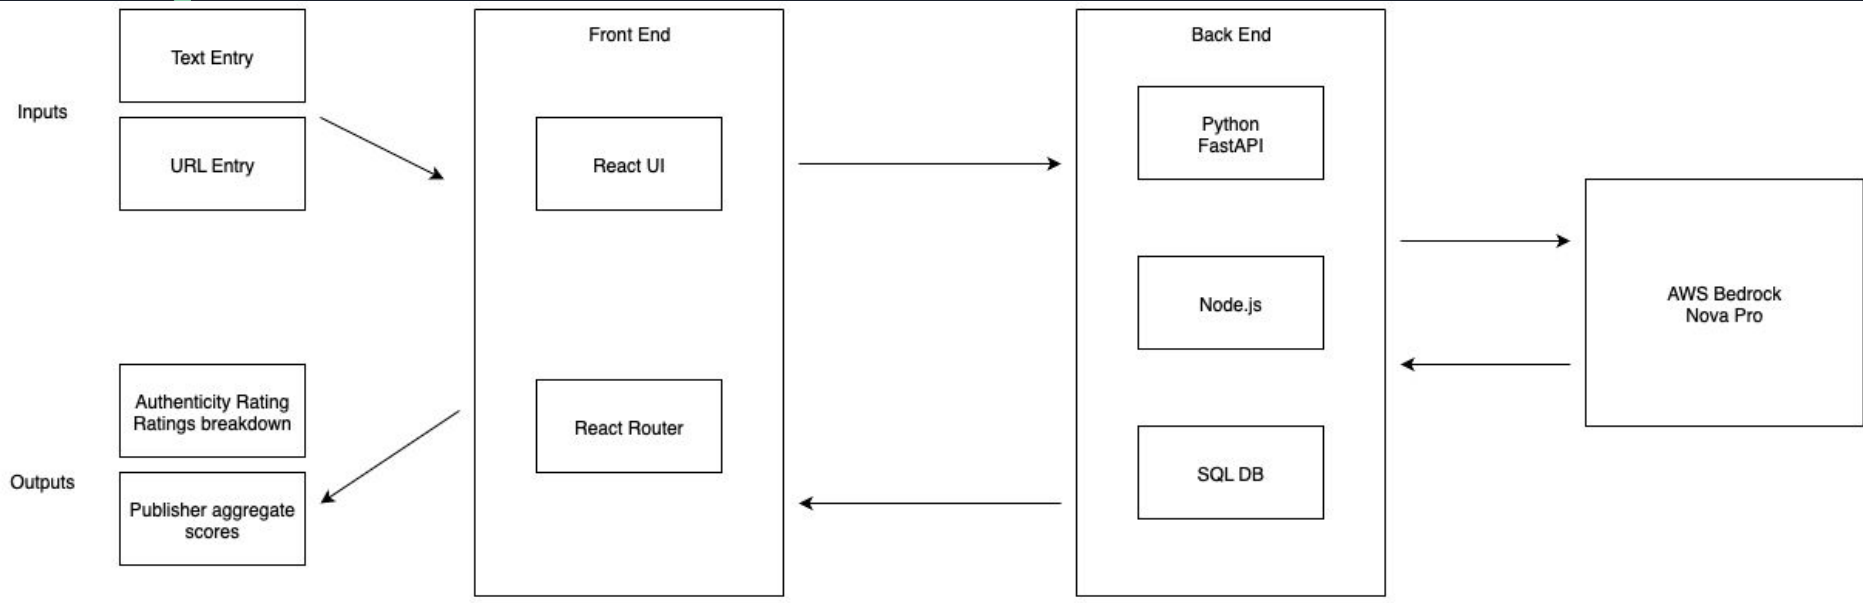 Inputs
Text Entry
URL Entry
Outputs
Authenticity Rating
Ratings breakdown
Publisher aggregate
scores
Front End
React UI
React Router
Back End
Python
FastAPI
Node.js
SQL DB
AWS Bedrock
Nova Pro